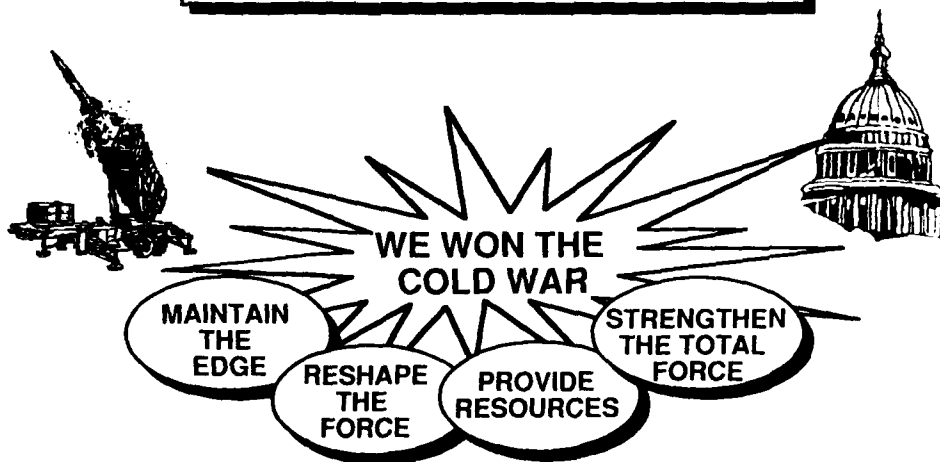 WE WON THE
COLD WAR
MAINTAIN
THE
EDGE
RESHAPE
THE
FORCE
PROVIDE
RESOURCES
STRENGTHEN
THE TOTAL
FORCE